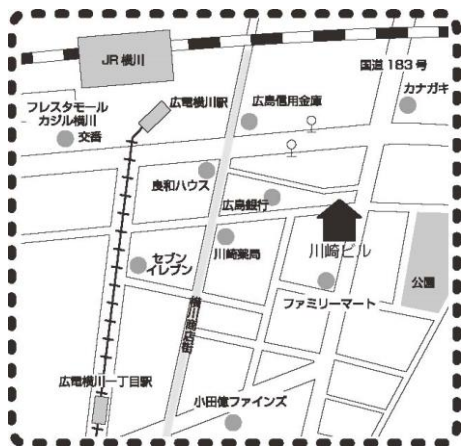 JR 横川
国道 183 号
カナガキ
フレスタモール
カジル横川
交番
広電横川駅
広島信用金庫
良和ハウス
広島銀行
川崎薬局
川崎ビル
セブン
イレブン
公園
ファミリーマート
横川商店街
広電横川一丁目駅
小田億ファインズ